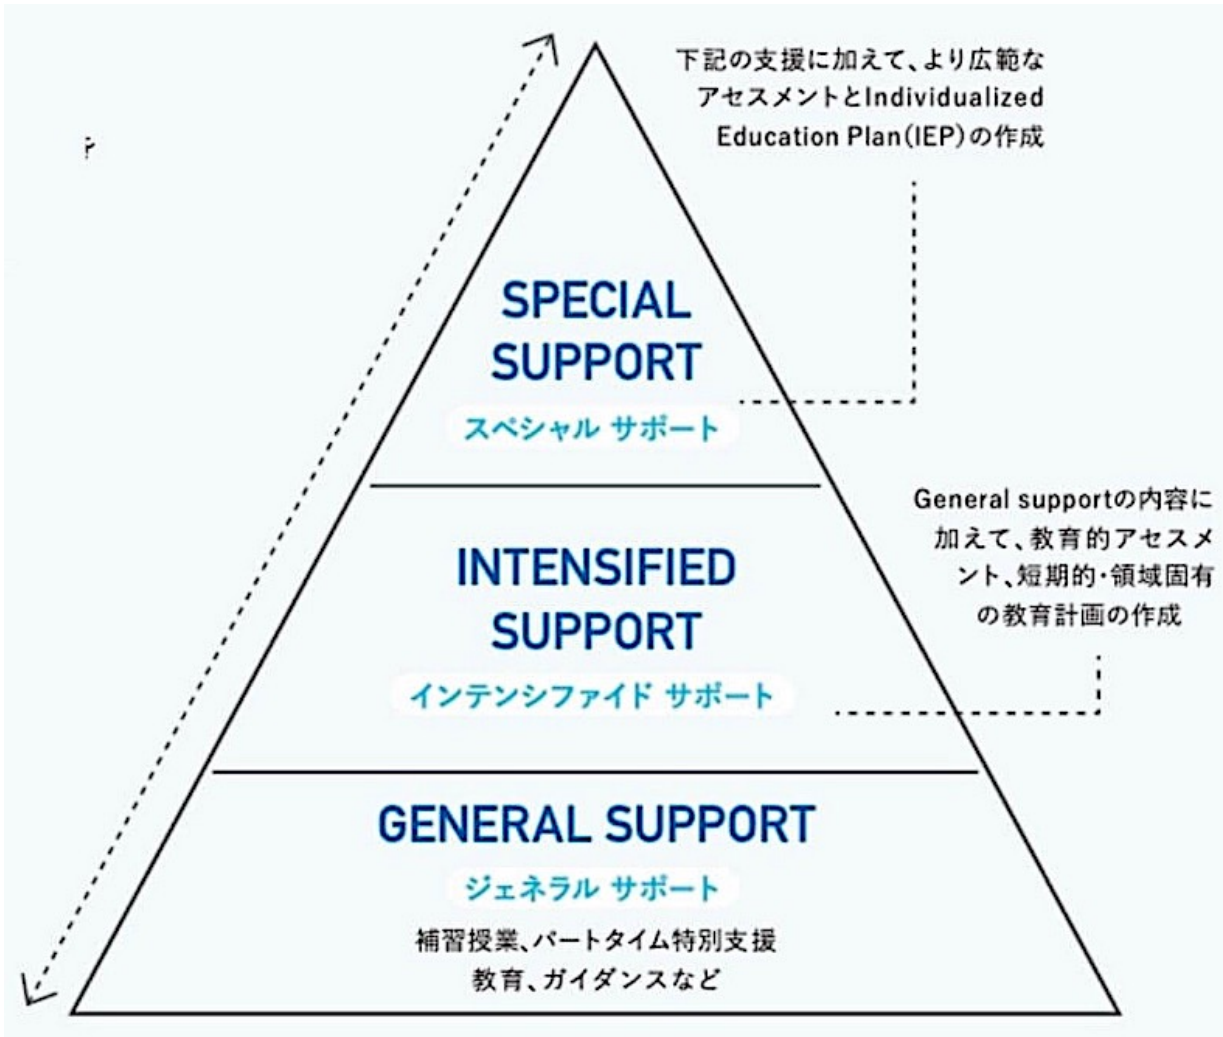 下記の支援に加えて、より広範な
アセスメントとIndividualized
Education Plan(IEP)の作成
SPECIAL
SUPPORT
スペシャル サポート
General supportの内容に
加えて、教育的アセスメ
ント、短期的・領域固有
の教育計画の作成
INTENSIFIED
SUPPORT
インテンシファイド サポート
GENERAL SUPPORT
ジェネラル サポート
補習授業、パートタイム特別支援
教育、ガイダンスなど